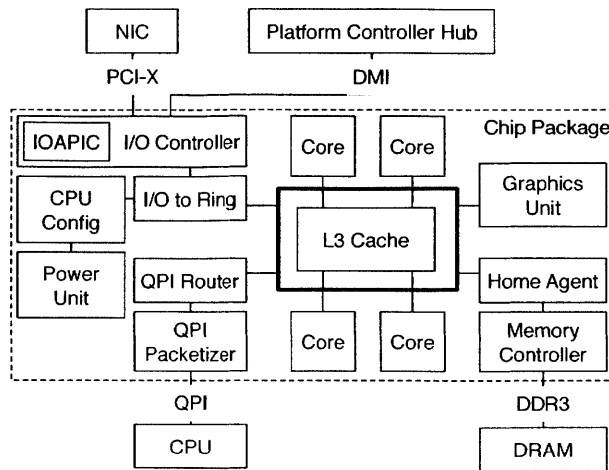 NIC
Platform Controller Hub
PCI-X
DMI
IOAPIC
I/O Controller
Core
Core
Chip Package
CPU
Config
I/O to Ring
Graphics
Unit
L3 Cache
Power
Unit
QPI Router
Home Agent
QPI
Packetizer
Core
Core
Memory
Controller
QPI
DDR3
CPU
DRAM